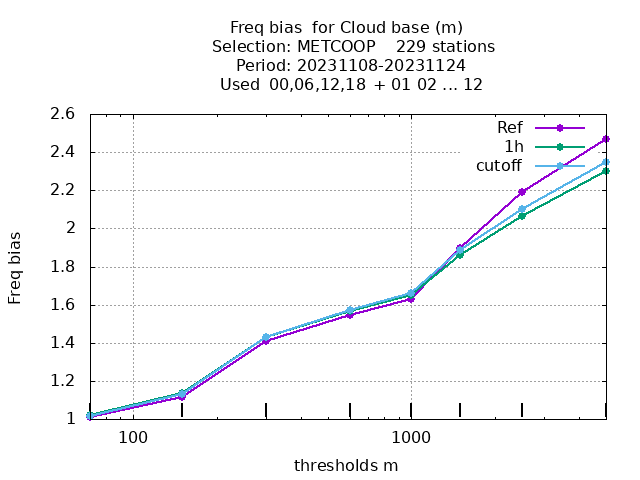 Freq bias  for Cloud base (m)
Selection: METCOOP    229 stations
Period: 20231108-20231124
Used  00,06,12,18  + 01 02 ... 12
Freq bias
2.6
2.4
2.2
2
1.8
1.6
1.4
1.2
1
Ref
1h
cutoff
100
1000
thresholds m